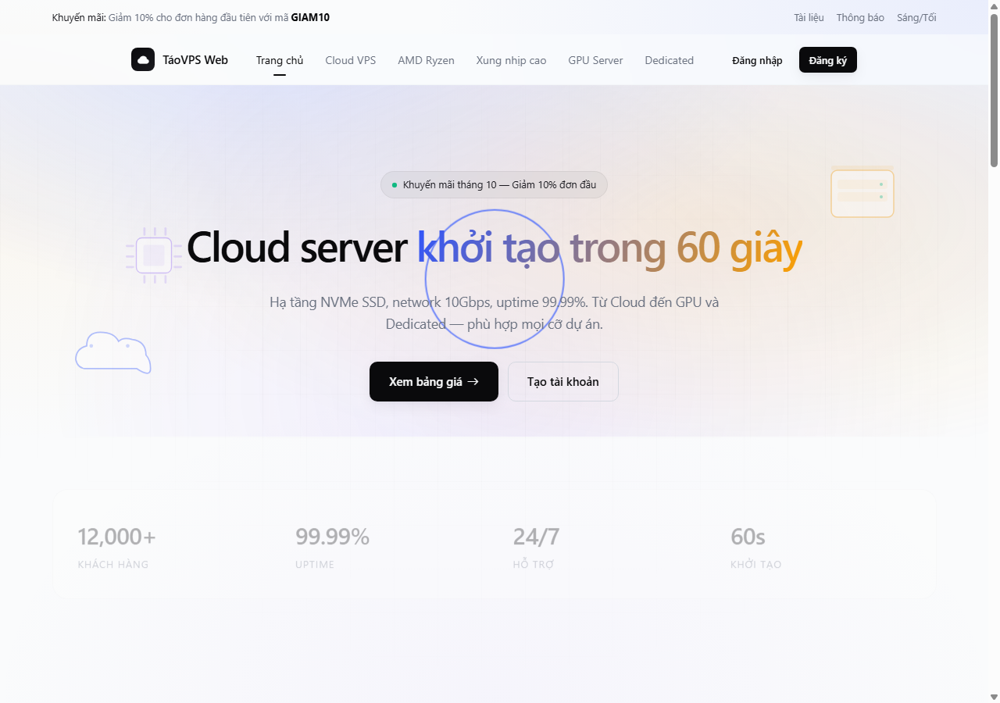 Khuyến mãi: Giảm 10% cho đơn hàng đầu tiên với mã GIAM10
Tài liệu Thông báo Sáng/Tối
TáoVPS Web Trang chủ Cloud VPS AMD Ryzen Xung nhịp cao GPU Server Dedicated Đăng nhập Đăng ký
Khuyến mãi tháng 10 — Giảm 10% đơn đầu
Cloud server khởi tạo trong 60 giây
Hạ tầng NVMe SSD, network 10Gbps, uptime 99.99%. Từ Cloud đến GPU và
Dedicated — phù hợp mọi cỡ dự án.
Xem bảng giá → Tạo tài khoản
12,000+ 99.99% 24/7 60s
KHÁCH HÀNG UPTIME HỖ TRỢ KHỞI TẠO